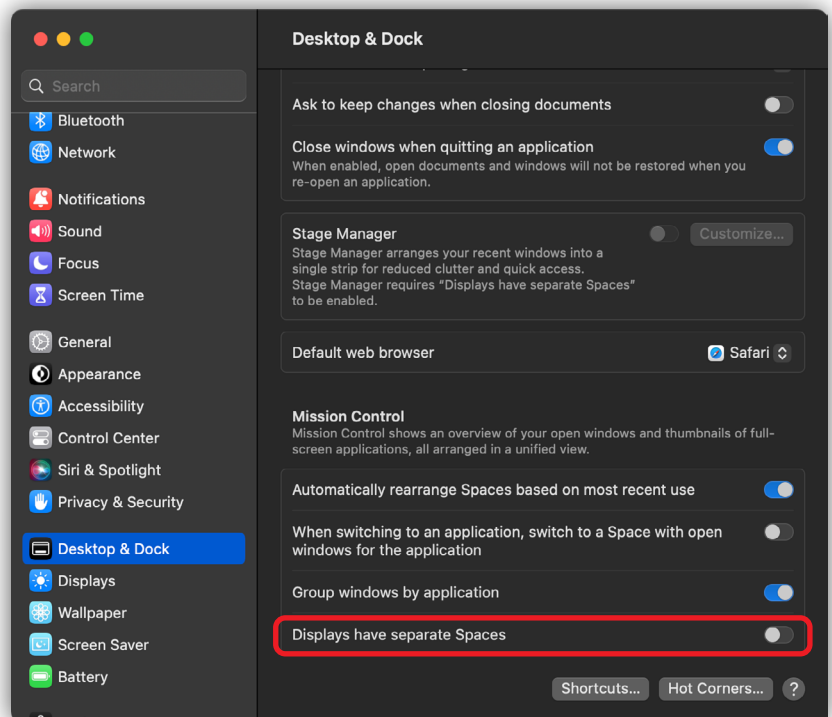 Desktop & Dock
Search
Bluetooth
Network
Notifications
Sound
Focus
Screen Time
General
Appearance
Accessibility
Control Center
Siri & Spotlight
Privacy & Security
Desktop & Dock
Displays
Wallpaper
Screen Saver
Battery
Ask to keep changes when closing documents
Close windows when quitting an application
When enabled, open documents and windows will not be restored when you
re-open an application.
Stage Manager
Customize...
Stage Manager arranges your recent windows into a
single strip for reduced clutter and quick access.
Stage Manager requires “Displays have separate Spaces”
to be enabled.
Default web browser
Safari
Mission Control
Mission Control shows an overview of your open windows and thumbnails of full-
screen applications, all arranged in a unified view.
Automatically rearrange Spaces based on most recent use
When switching to an application, switch to a Space with open
windows for the application
Group windows by application
Displays have separate Spaces
Shortcuts...
Hot Corners...
?